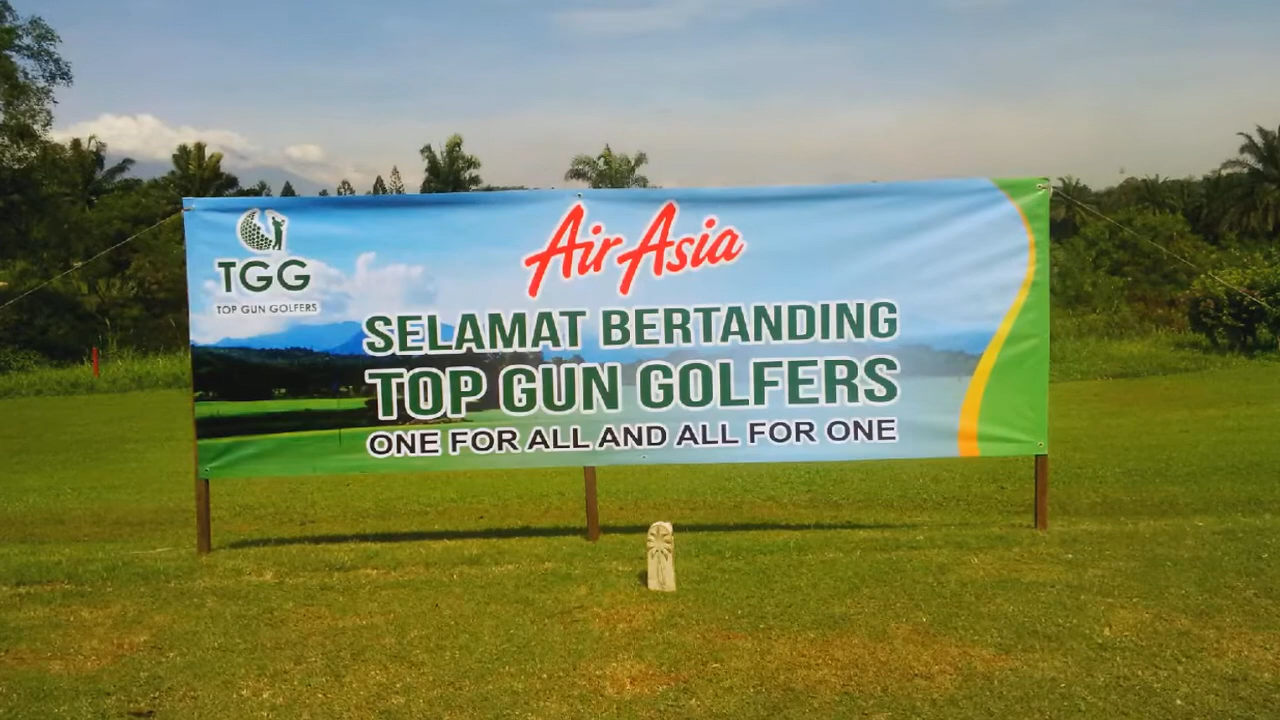 TGG
TOP GUN GOLFERS
AirAsia
SELAMAT BERTANDING
TOP GUN GOLFERS
ONE FOR ALL AND ALL FOR ONE